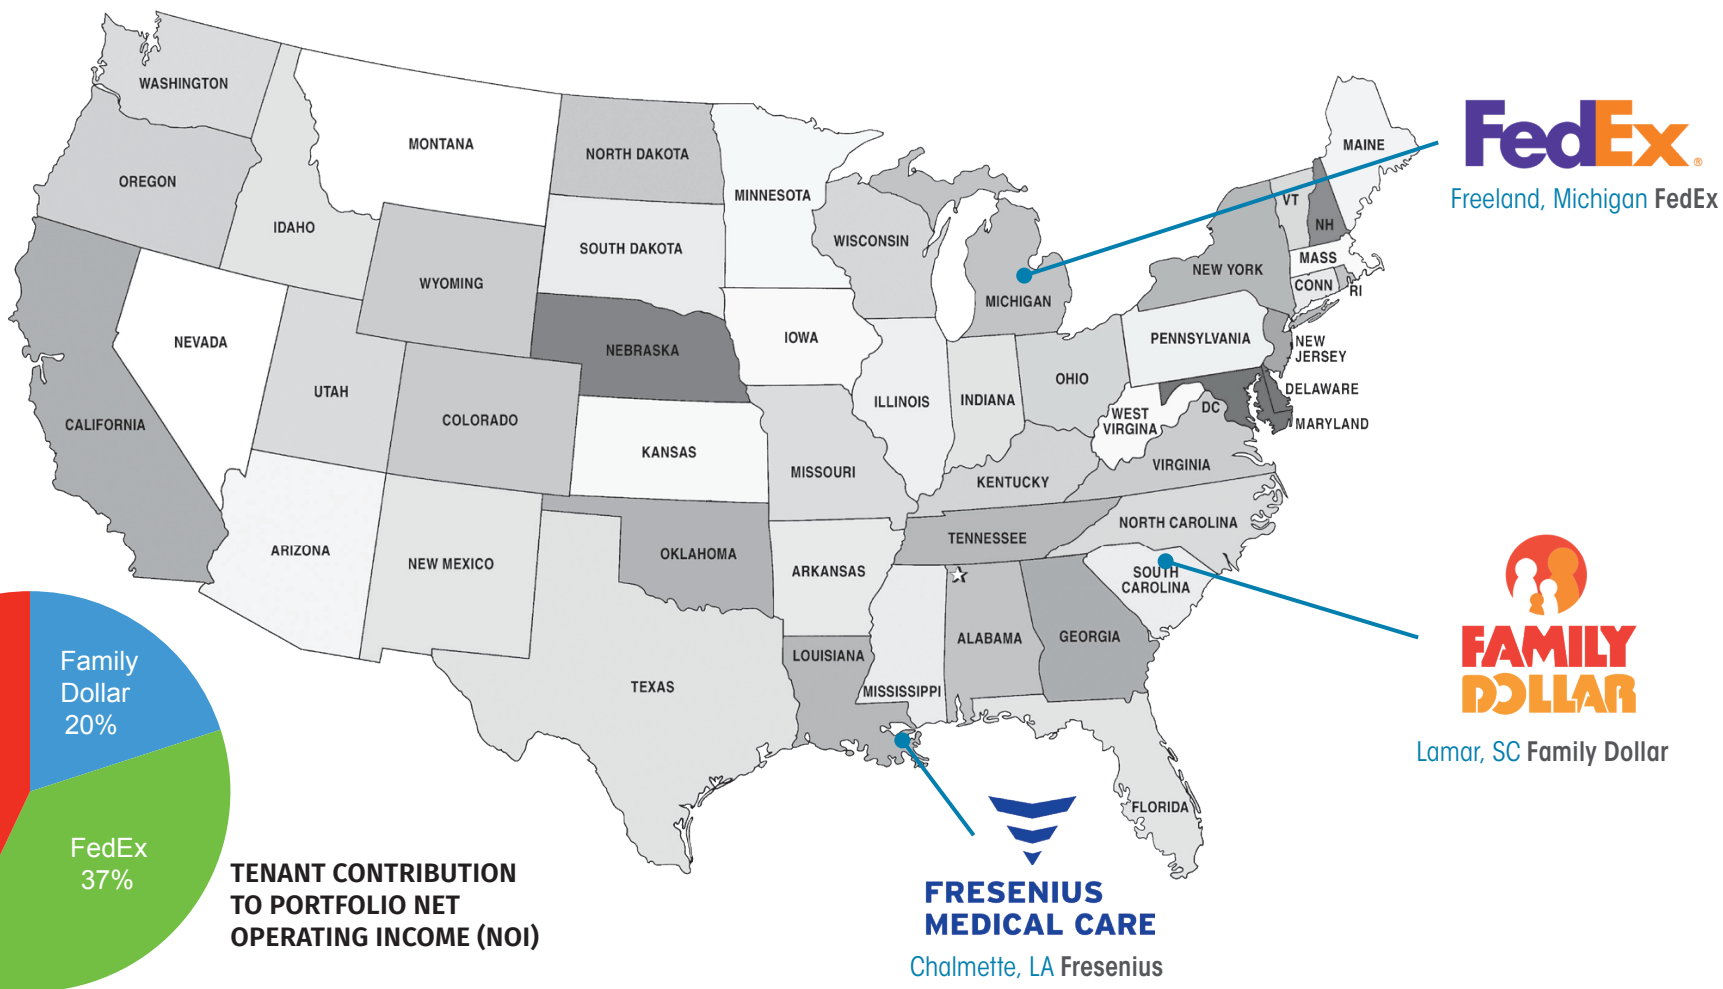 WASHINGTON
MONTANA
NORTH DAKOTA
MINNESOTA
MAINE
OREGON
IDAHO
WYOMING
SOUTH DAKOTA
WISCONSIN
MICHIGAN
NEW YORK
VT
NH
MASS
CONN
RI
NEVADA
UTAH
COLORADO
NEBRASKA
IOWA
ILLINOIS
INDIANA
OHIO
PENNSYLVANIA
NEW
JERSEY
DELAWARE
MARYLAND
DC
WEST
VIRGINA
VIRGINIA
CALIFORNIA
KANSAS
MISSOURI
KENTUCKY
ARIZONA
NEW MEXICO
OKLAHOMA
ARKANSAS
TENNESSEE
NORTH CAROLINA
SOUTH
CAROLINA
TEXAS
LOUISIANA
MISSISSIPPI
ALABAMA
GEORGIA
FLORIDA
FedEx®
Freeland, Michigan FedEx
FAMILY
DOLLAR
Lamar, SC Family Dollar
FRESENIUS
MEDICAL CARE
Chalmette, LA Fresenius
Family
Dollar
20%
FedEx
37%
TENANT CONTRIBUTION
TO PORTFOLIO NET
OPERATING INCOME (NOI)